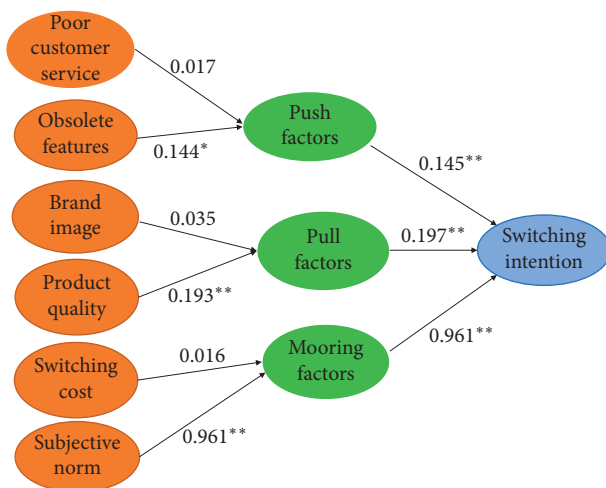 Poor
customer
service
0.017
Obsolete
features
0.144*
Push
factors
0.145**
Brand
image
0.035
Product
quality
0.193**
Pull
factors
0.197**
Switching
intention
Switching
cost
0.016
Mooring
factors
0.961**
Subjective
norm
0.961**